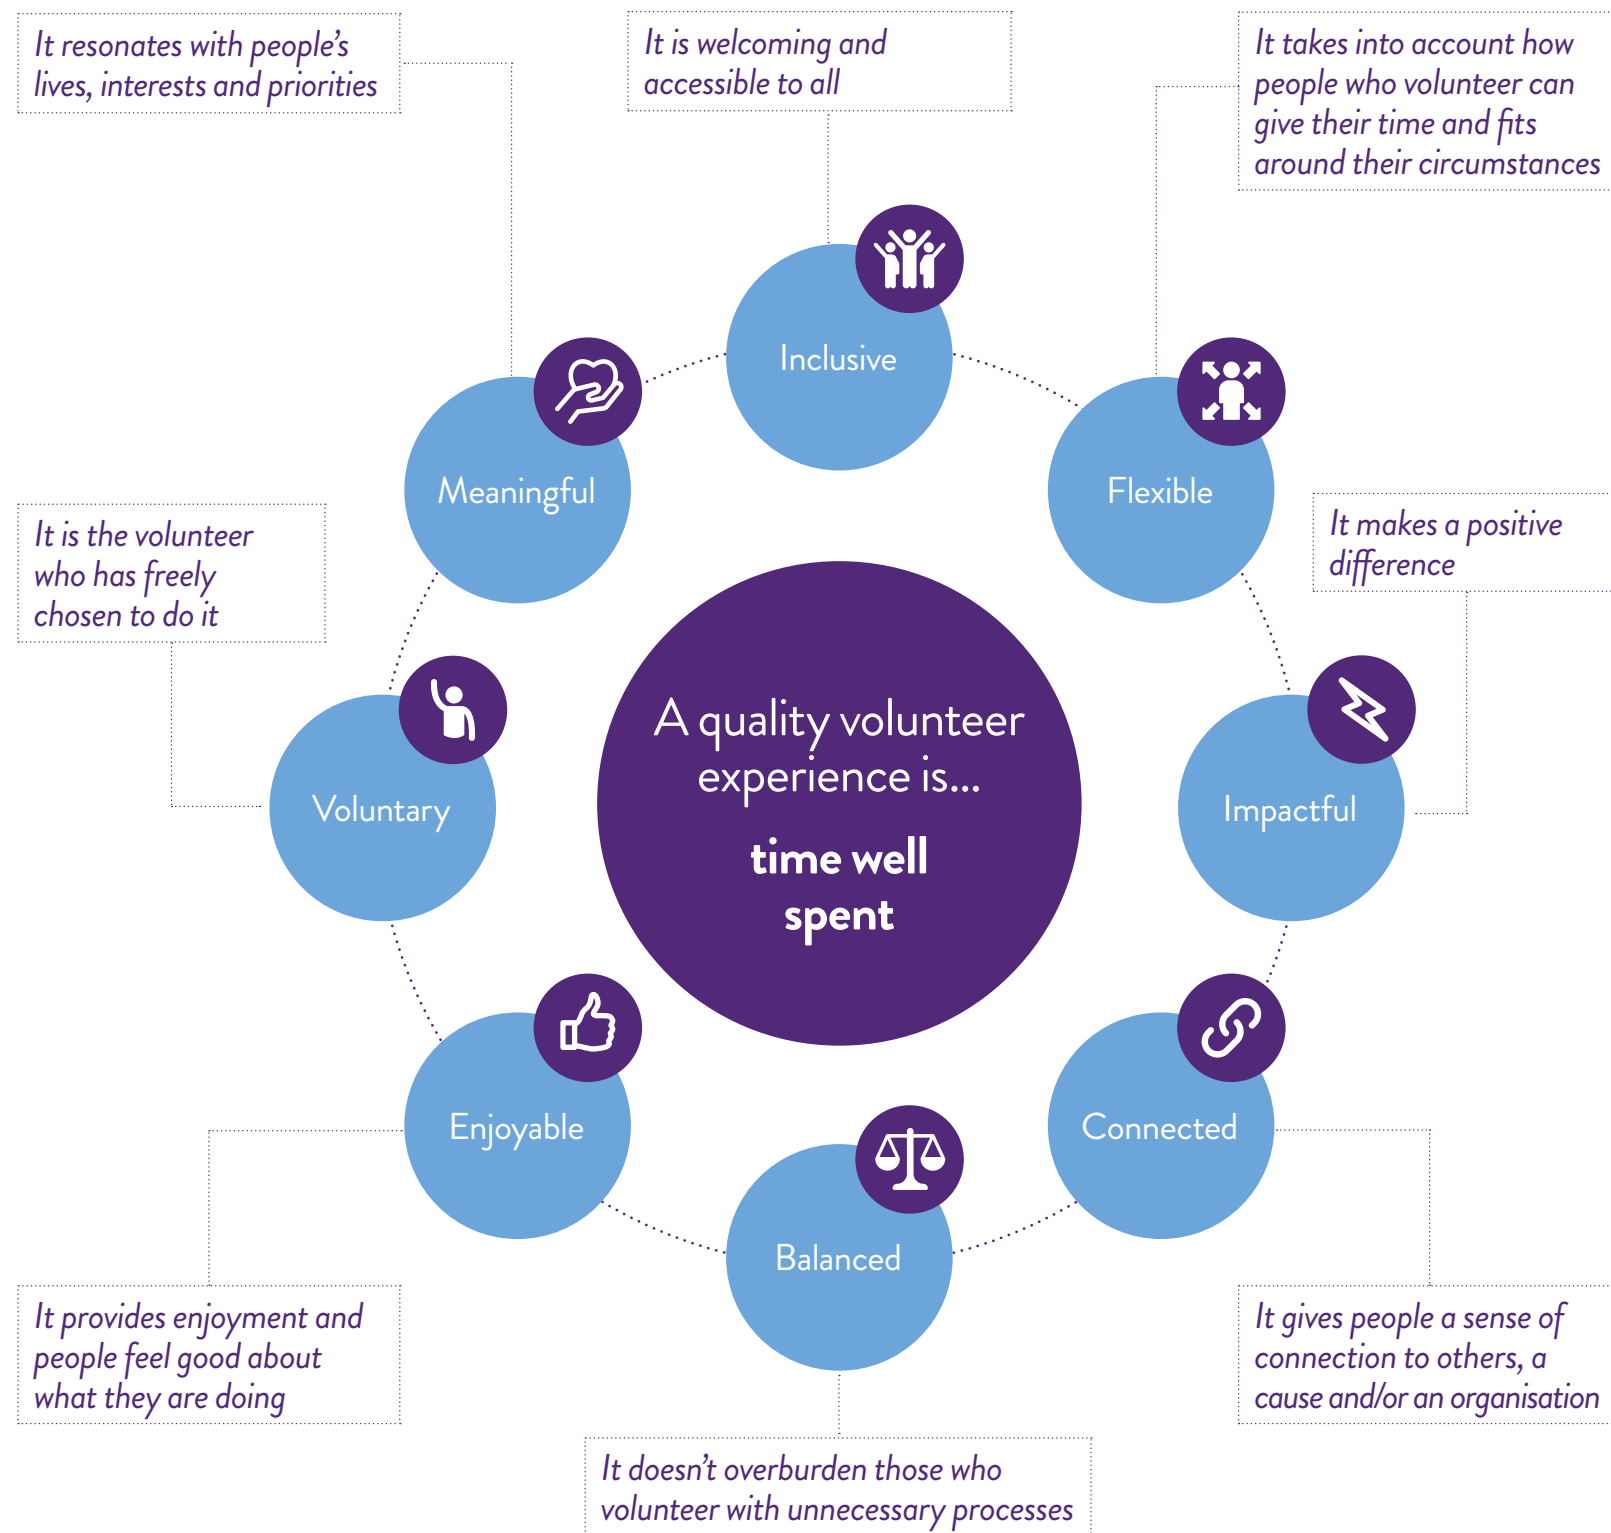 It resonates with people’s
lives, interests and priorities
It is welcoming and
accessible to all
It takes into account how
people who volunteer can
give their time and fits
around their circumstances
Inclusive
Meaningful
Flexible
It is the volunteer
who has freely
chosen to do it
It makes a positive
difference
A quality volunteer
experience is...
time well
spent
Voluntary
Impactful
Enjoyable
Connected
Balanced
It provides enjoyment and
people feel good about
what they are doing
It gives people a sense of
connection to others, a
cause and/or an organisation
It doesn’t overburden those who
volunteer with unnecessary processes